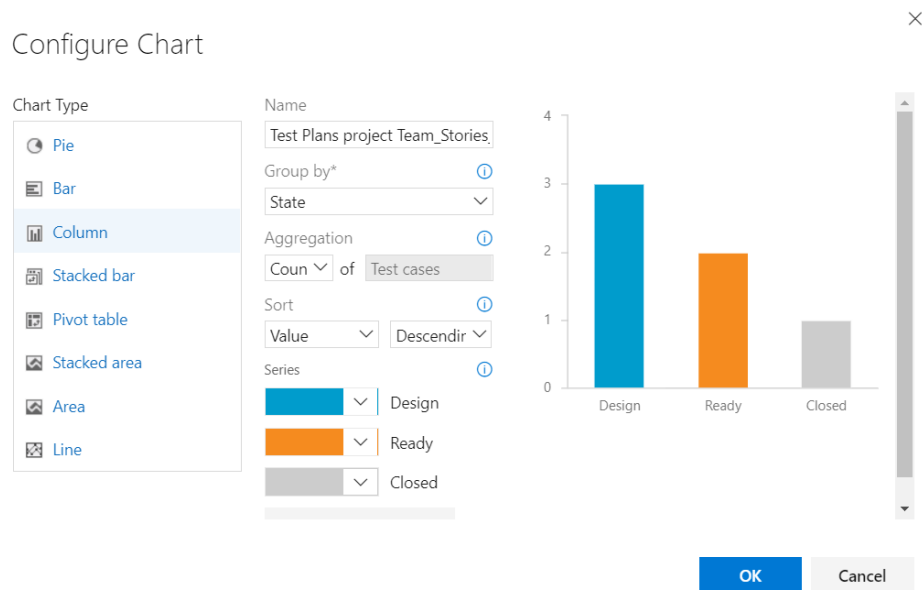 Configure Chart
Chart Type
Pie
Bar
Column
Stacked bar
Pivot table
Stacked area
Area
Line
Name
Test Plans project Team_Stories_
Group by*
State
Aggregation
Coun of Test cases
Sort
Value Descendir
Series
Design
Ready
Closed
4
3
2
1
0
Design Ready Closed
OK Cancel